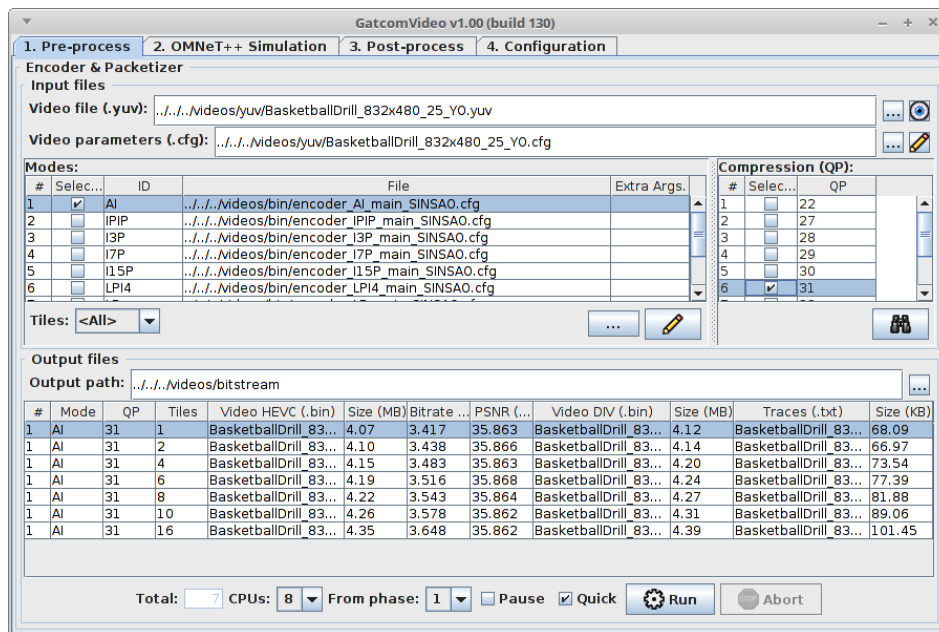 GatcomVideo v1.00 (build 130)
1. Pre-process 2. OMNeT++ Simulation 3. Post-process 4. Configuration
Encoder & Packetizer
Input files
Video file (.yuv): ../../../videos/yuv/BasketballDrill_832x480_25_YO.yuv ...
Video parameters (.cfg): ../../../videos/yuv/BasketballDrill_832x480_25_YO.cfg ...
Modes: Compression (QP):
# Selec... ID File Extra Args. # Selec... QP
1 AI ../../../videos/bin/encoder_AI_main_SINSAO.cfg 1 22
2 IPIP ../../../videos/bin/encoder_IPIP_main_SINSAO.cfg 2 27
3 I3P ../../../videos/bin/encoder_I3P_main_SINSAO.cfg 3 28
4 I7P ../../../videos/bin/encoder_I7P_main_SINSAO.cfg 4 29
5 I15P ../../../videos/bin/encoder_I15P_main_SINSAO.cfg 5 30
6 LPI4 ../../../videos/bin/encoder_LPI4_main_SINSAO.cfg 6 31
Tiles: <All> ...
Output files
Output path: ../../../videos/bitstream ...
# Mode QP Tiles Video HEVC (.bin) Size (MB) Bitrate ... PSNR (... Video DIV (.bin) Size (MB) Traces (.txt) Size (KB)
1 AI 31 1 BasketballDrill_83... 4.07 3.417 35.863 BasketballDrill_83... 4.12 BasketballDrill_83... 68.09
1 AI 31 2 BasketballDrill_83... 4.10 3.438 35.866 BasketballDrill_83... 4.14 BasketballDrill_83... 66.97
1 AI 31 4 BasketballDrill_83... 4.15 3.483 35.863 BasketballDrill_83... 4.20 BasketballDrill_83... 73.54
1 AI 31 6 BasketballDrill_83... 4.19 3.516 35.868 BasketballDrill_83... 4.24 BasketballDrill_83... 77.39
1 AI 31 8 BasketballDrill_83... 4.22 3.543 35.864 BasketballDrill_83... 4.27 BasketballDrill_83... 81.88
1 AI 31 10 BasketballDrill_83... 4.26 3.578 35.862 BasketballDrill_83... 4.31 BasketballDrill_83... 89.06
1 AI 31 16 BasketballDrill_83... 4.35 3.648 35.862 BasketballDrill_83... 4.39 BasketballDrill_83... 101.45
Total: 7 CPUs: 8 From phase: 1 Pause Quick Run STOP Abort